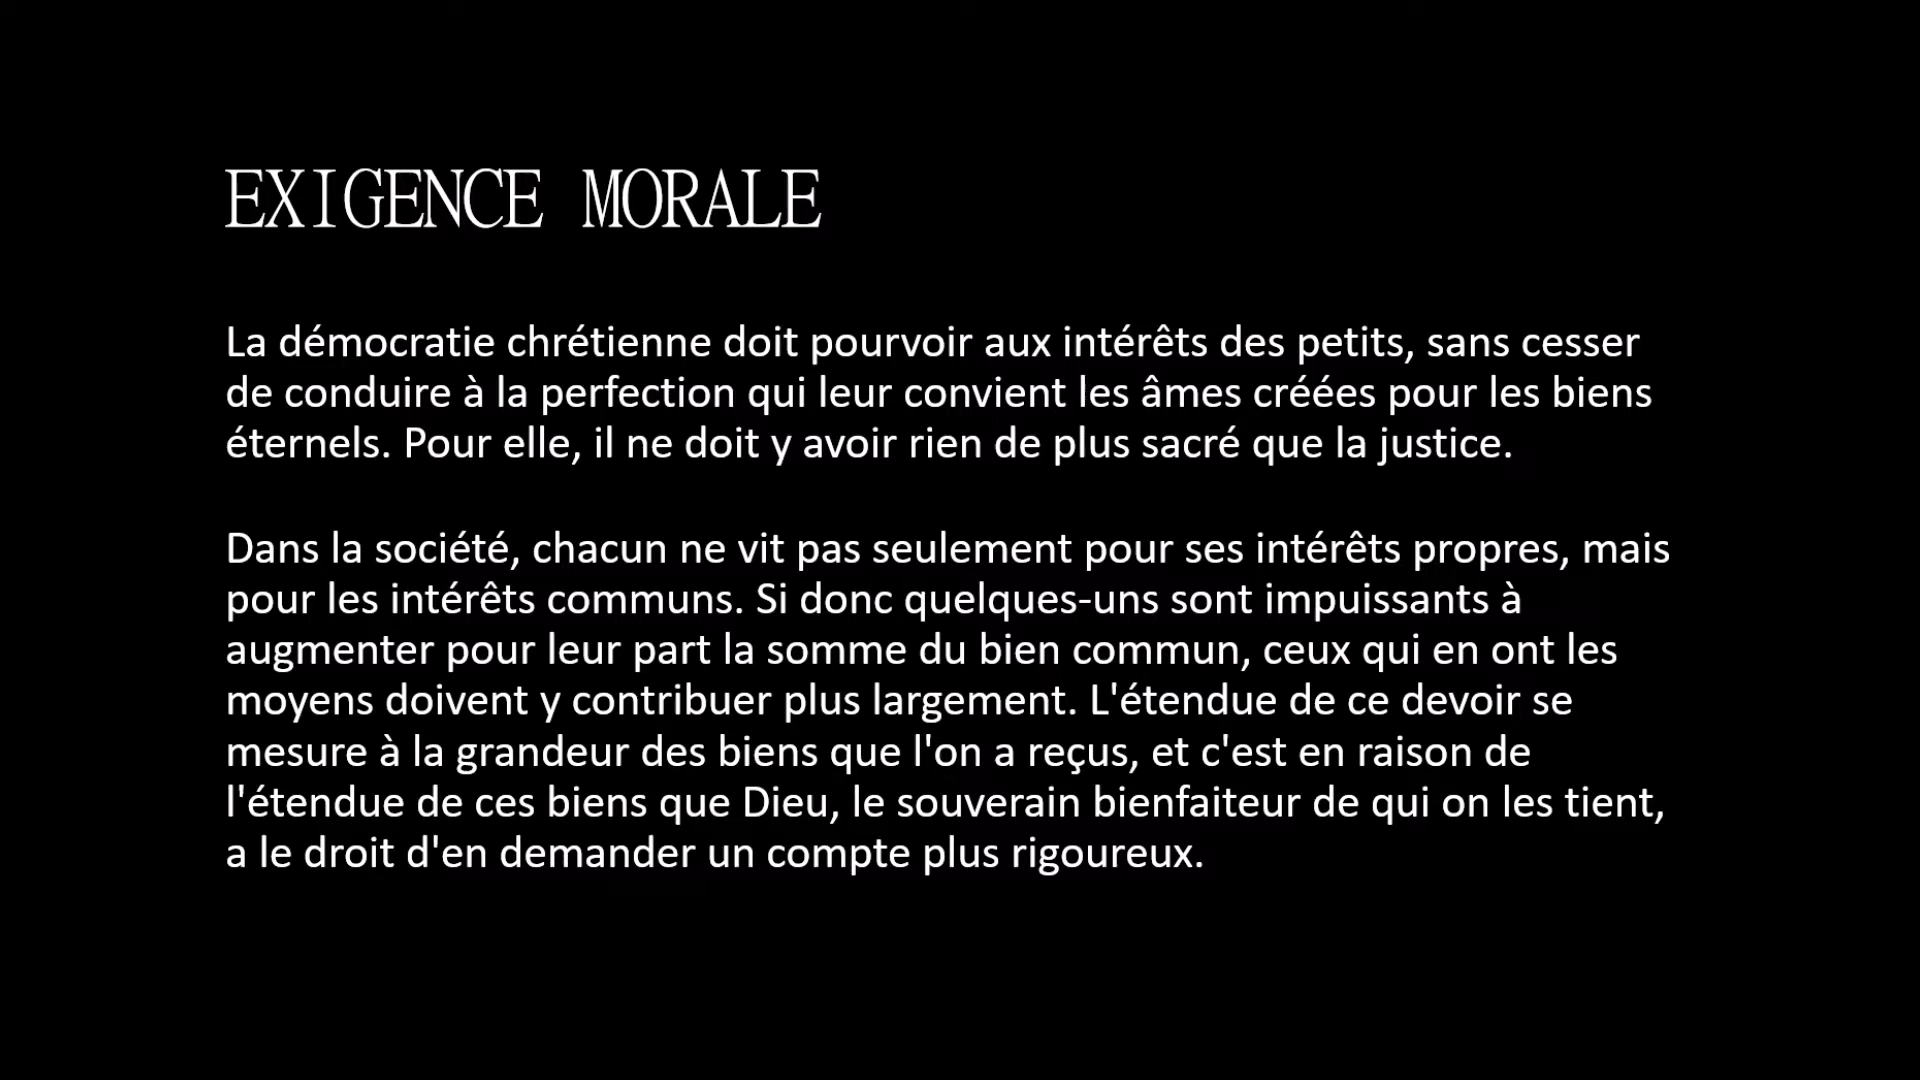 EXIGENCE MORALE
La démocratie chrétienne doit pourvoir aux intérêts des petits, sans cesser
de conduire à la perfection qui leur convient les âmes créées pour les biens
éternels. Pour elle, il ne doit y avoir rien de plus sacré que la justice.
Dans la société, chacun ne vit pas seulement pour ses intérêts propres, mais
pour les intérêts communs. Si donc quelques-uns sont impuissants à
augmenter pour leur part la somme du bien commun, ceux qui en ont les
moyens doivent y contribuer plus largement. L'étendue de ce devoir se
mesure à la grandeur des biens que l'on a reçus, et c'est en raison de
l'étendue de ces biens que Dieu, le souverain bienfaiteur de qui on les tient,
a le droit d'en demander un compte plus rigoureux.